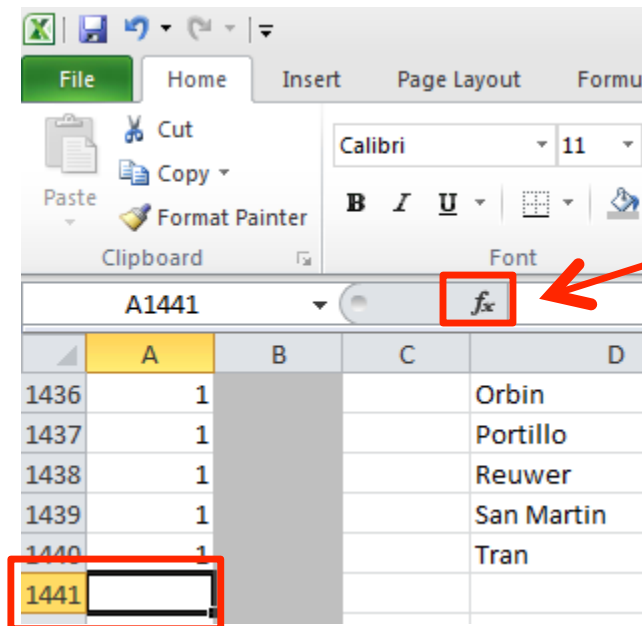 File Home Insert Page Layout Formu
Cut
Calibri 11
Copy
Paste
B I U
Format Painter
Clipboard Font
A1441 fx
A B C D
1436 1 Orbin
1437 1 Portillo
1438 1 Reuwer
1439 1 San Martin
1440 1 Tran
1441